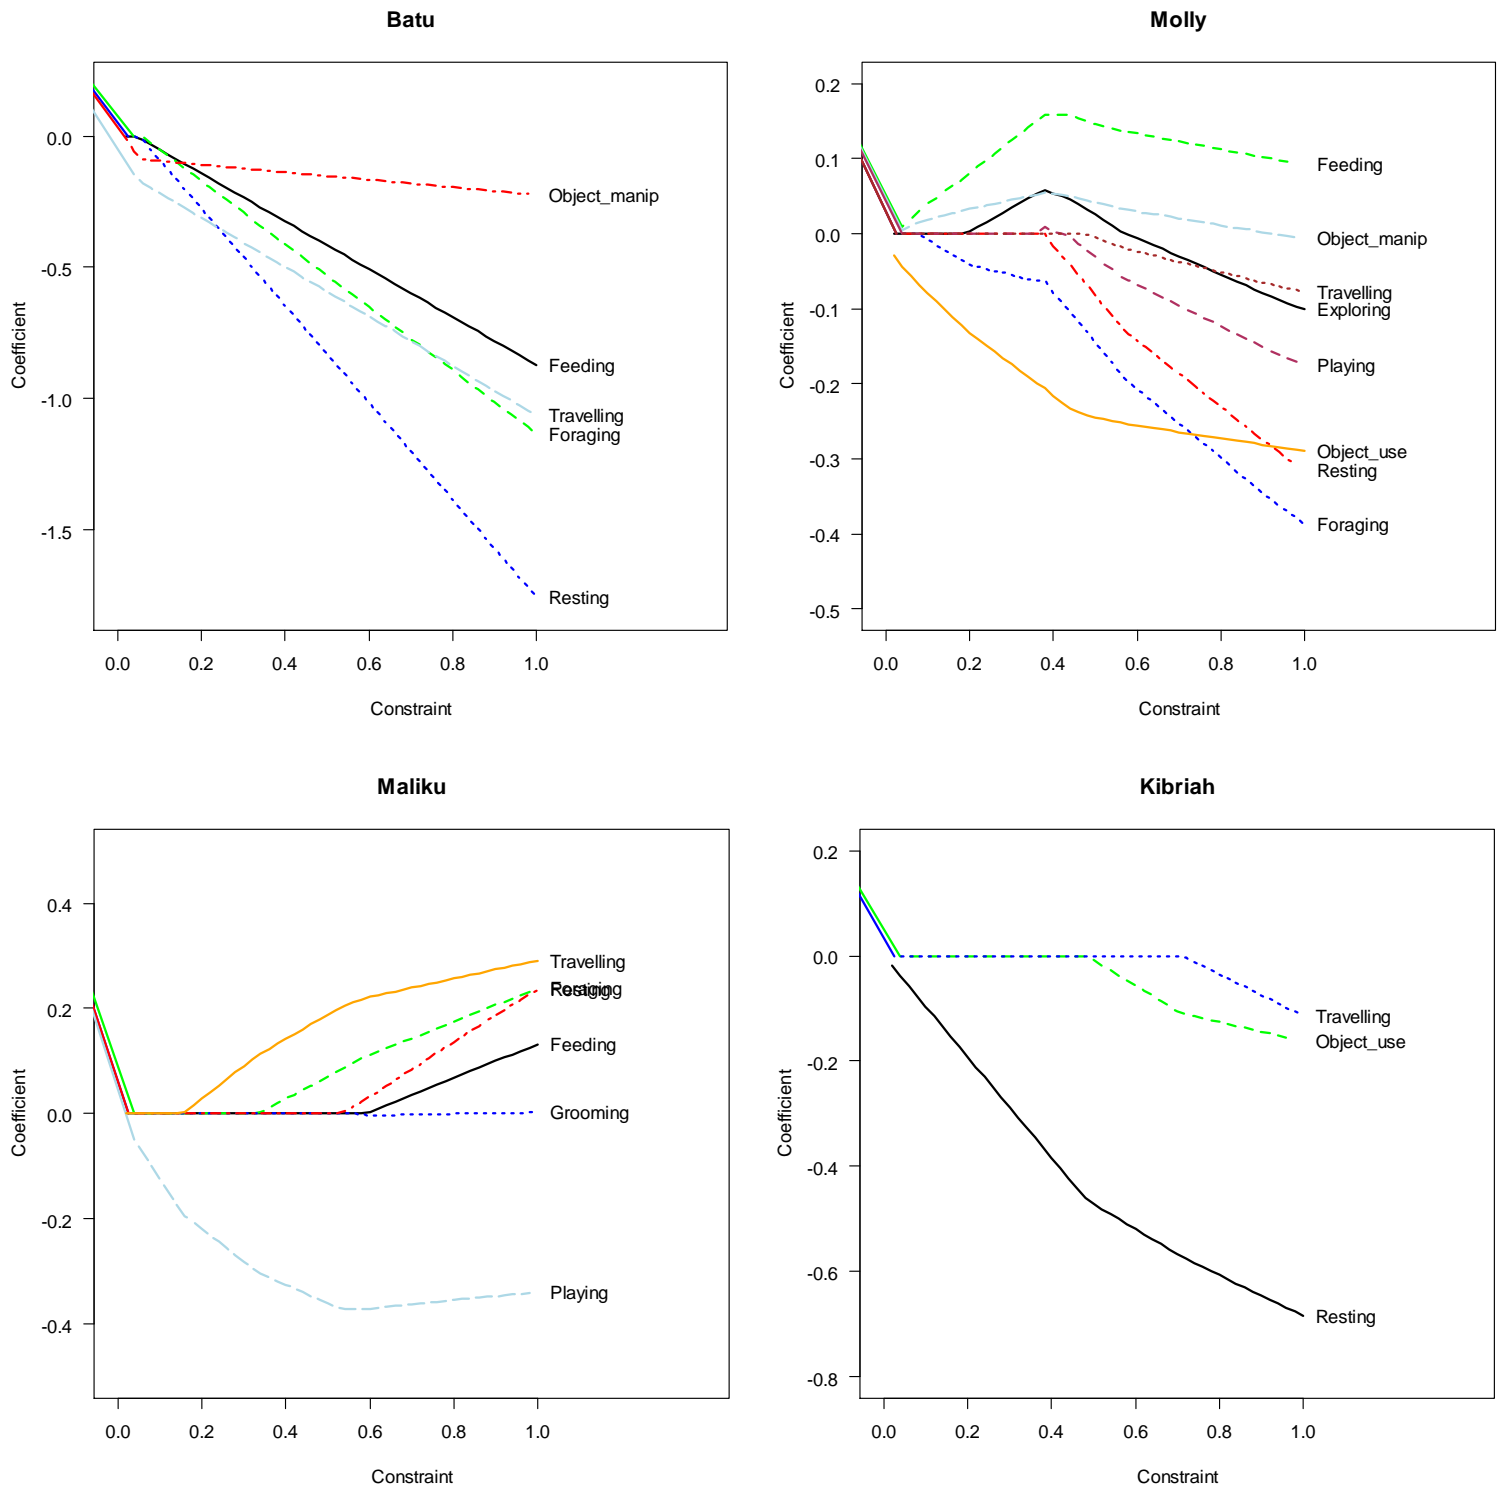 Batu
0.0
-0.5
-1.0
-1.5
Coefficient
Object_manip
Feeding
Travelling
Foraging
Resting
0.0 0.2 0.4 0.6 0.8 1.0
Constraint
Molly
0.2
0.1
0.0
-0.1
-0.2
-0.3
-0.4
-0.5
Coefficient
Feeding
Object_manip
Travelling
Exploring
Playing
Object_use
Resting
Foraging
0.0 0.2 0.4 0.6 0.8 1.0
Constraint
Maliku
0.4
0.2
0.0
-0.2
-0.4
Coefficient
Travelling
Foraging
Resting
Feeding
Grooming
Playing
0.0 0.2 0.4 0.6 0.8 1.0
Constraint
Kibriah
0.2
0.0
-0.2
-0.4
-0.6
-0.8
Coefficient
Travelling
Object_use
Resting
0.0 0.2 0.4 0.6 0.8 1.0
Constraint